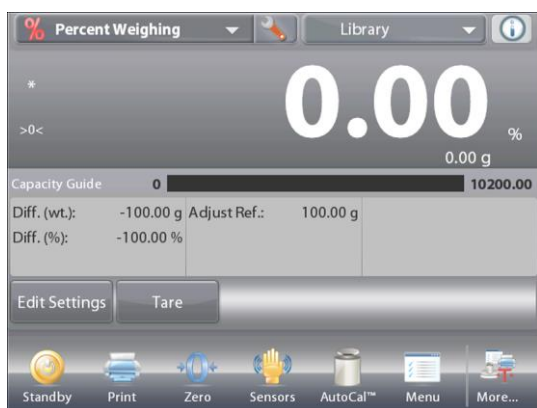 % Percent Weighing Library
*
0.00 %
>0<
0.00 g
Capacity Guide 0 10200.00
Diff. (wt.): -100.00 g Adjust Ref.: 100.00 g
Diff. (%): -100.00 %
Edit Settings Tare
Standby Print Zero Sensors AutoCal™ Menu More...